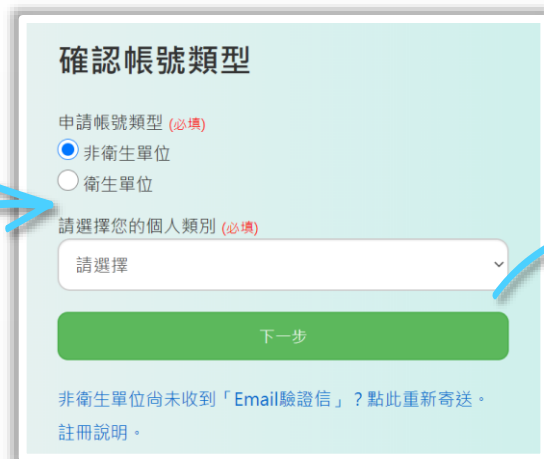 確認帳號類型
申請帳號類型 (必填)
非衛生單位
衛生單位
請選擇您的個人類別 (必填)
請選擇
下一步
非衛生單位尚未收到「Email驗證信」？點此重新寄送。
註冊說明。